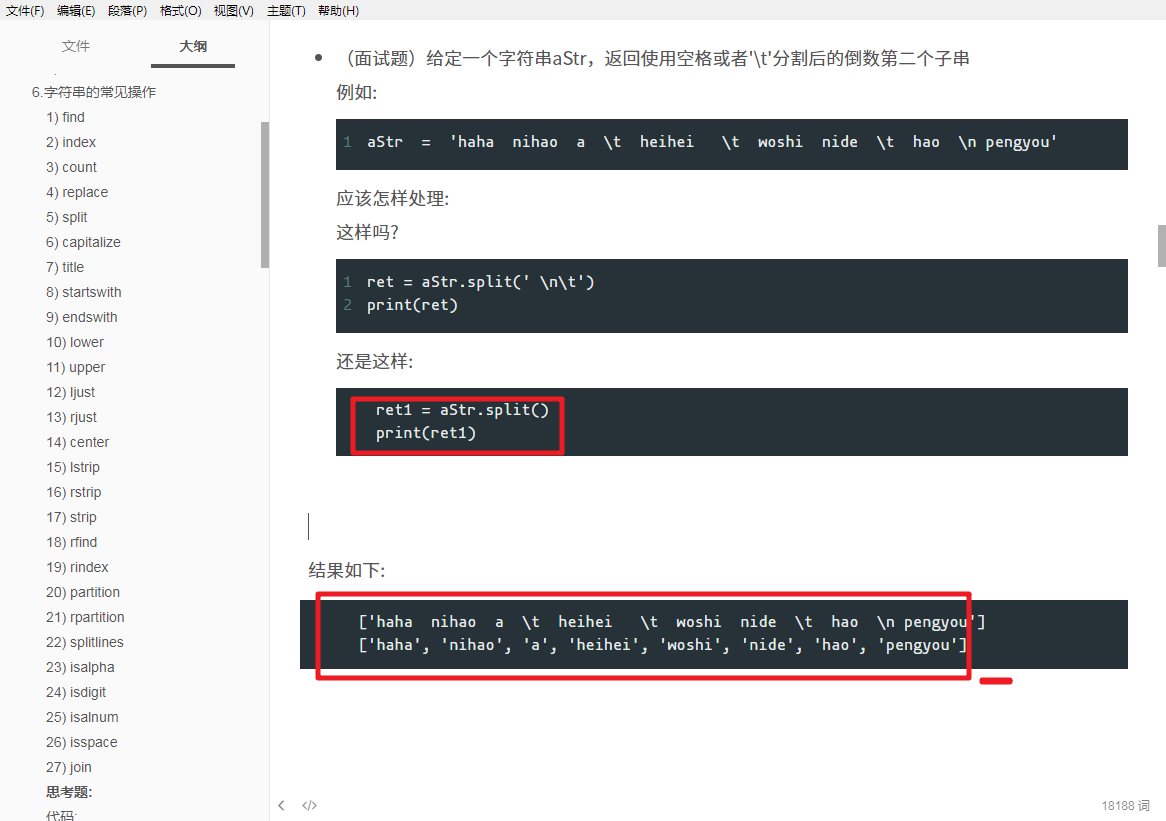 文件(F) 编辑(E) 段落(P) 格式(O) 视图(V) 主题(T) 帮助(H)
文件 大纲
6.字符串的常见操作
1) find
2) index
3) count
4) replace
5) split
6) capitalize
7) title
8) startswith
9) endswith
10) lower
11) upper
12) ljust
13) rjust
14) center
15) lstrip
16) rstrip
17) strip
18) rfind
19) rindex
20) partition
21) rpartition
22) splitlines
23) isalpha
24) isdigit
25) isalnum
26) isspace
27) join
思考题:
代码:
（面试题）给定一个字符串aStr，返回使用空格或者'\t'分割后的倒数第二个子串
例如:
1 aStr  =  'haha  nihao  a  \t  heihei   \t  woshi  nide  \t  hao  \n pengyou'
应该怎样处理:
这样吗?
1 ret = aStr.split(' \n\t')
2 print(ret)
还是这样:
ret1 = aStr.split()
print(ret1)
结果如下:
['haha  nihao  a  \t  heihei   \t  woshi  nide  \t  hao  \n pengyou']
['haha', 'nihao', 'a', 'heihei', 'woshi', 'nide', 'hao', 'pengyou']
</> 18188 词